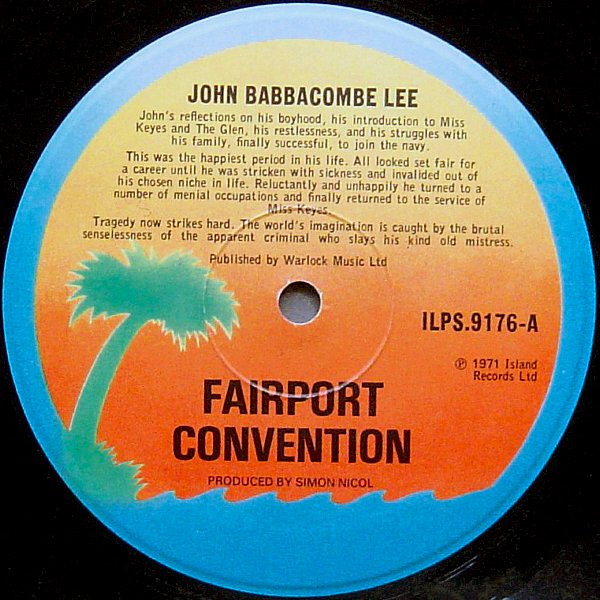 JOHN BABBACOMBE LEE
John's reflections on his boyhood, his introduction to Miss
Keyes and The Glen, his restlessness, and his struggles with
his family, finally successful, to join the navy.
This was the happiest period in his life. All looked set fair for
a career until he was stricken with sickness and invalided out of
his chosen niche in life. Reluctantly and unhappily he turned to a
number of menial occupations and finally returned to the service of
Miss Keyes.
Tragedy now strikes hard. The world's imagination is caught by the brutal
senselessness of the apparent criminal who slays his kind old mistress.
Published by Warlock Music Ltd
ILPS.9176-A
℗ 1971 Island
Records Ltd
FAIRPORT
CONVENTION
PRODUCED BY SIMON NICOL